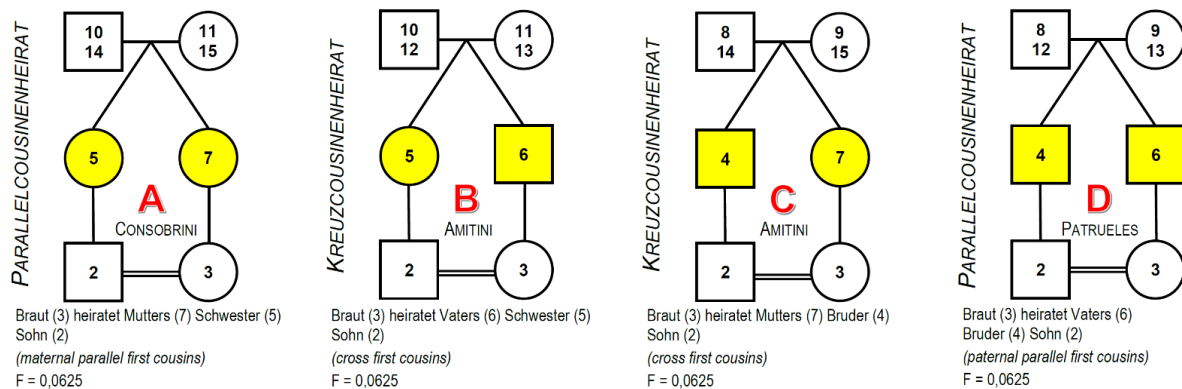 PARALLELCOUSINENHEIRAT
10
14
11
15
5
7
A
CONSOBRINI
2
3
Braut (3) heiratet Mutters (7) Schwester (5)
Sohn (2)
(maternal parallel first cousins)
F = 0,0625
KREUZCOUSINENHEIRAT
10
12
11
13
5
6
B
AMITINI
2
3
Braut (3) heiratet Vaters (6) Schwester (5)
Sohn (2)
(cross first cousins)
F = 0,0625
KREUZCOUSINENHEIRAT
8
14
9
15
4
7
C
AMITINI
2
3
Braut (3) heiratet Mutters (7) Bruder (4)
Sohn (2)
(cross first cousins)
F = 0,0625
PARALLELCOUSINENHEIRAT
8
12
9
13
4
6
D
PATRUELES
2
3
Braut (3) heiratet Vaters (6)
Bruder (4) Sohn (2)
(paternal parallel first cousins)
F = 0,0625